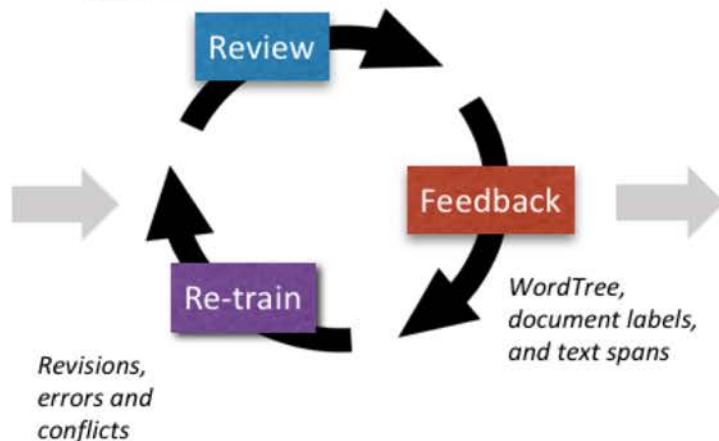 Review
Feedback
Re-train
WordTree,
document labels,
and text spans
Revisions,
errors and
conflicts